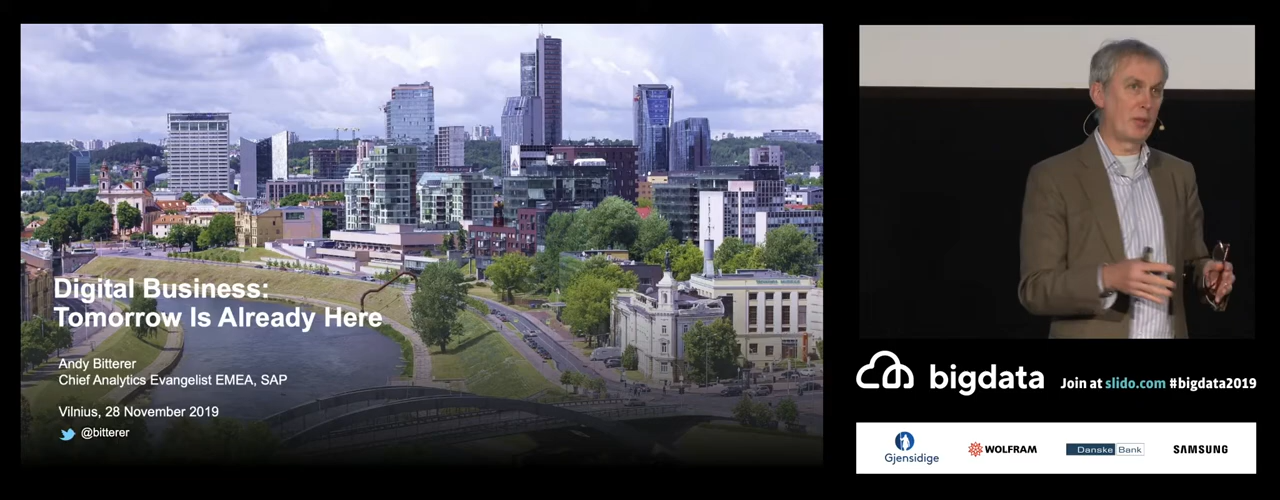 Digital Business:
Tomorrow Is Already Here
Andy Bitterer
Chief Analytics Evangelist EMEA, SAP
Vilnius, 28 November 2019
@bitterer
bigdata
Join at slido.com #bigdata2019
Gjensidige
WOLFRAM
Danske Bank
SAMSUNG